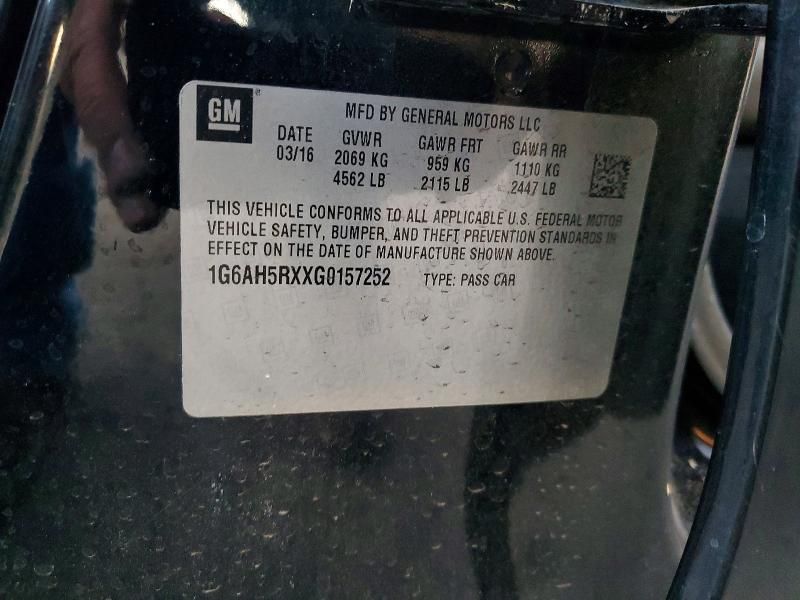 GM
MFD BY GENERAL MOTORS LLC
DATE GVWR GAWR FRT GAWR RR
03/16 2069 KG 959 KG 1110 KG
4562 LB 2115 LB 2447 LB
THIS VEHICLE CONFORMS TO ALL APPLICABLE U.S. FEDERAL MOTOR
VEHICLE SAFETY, BUMPER, AND THEFT PREVENTION STANDARDS IN
EFFECT ON THE DATE OF MANUFACTURE SHOWN ABOVE.
1G6AH5RXXG0157252 TYPE: PASS CAR